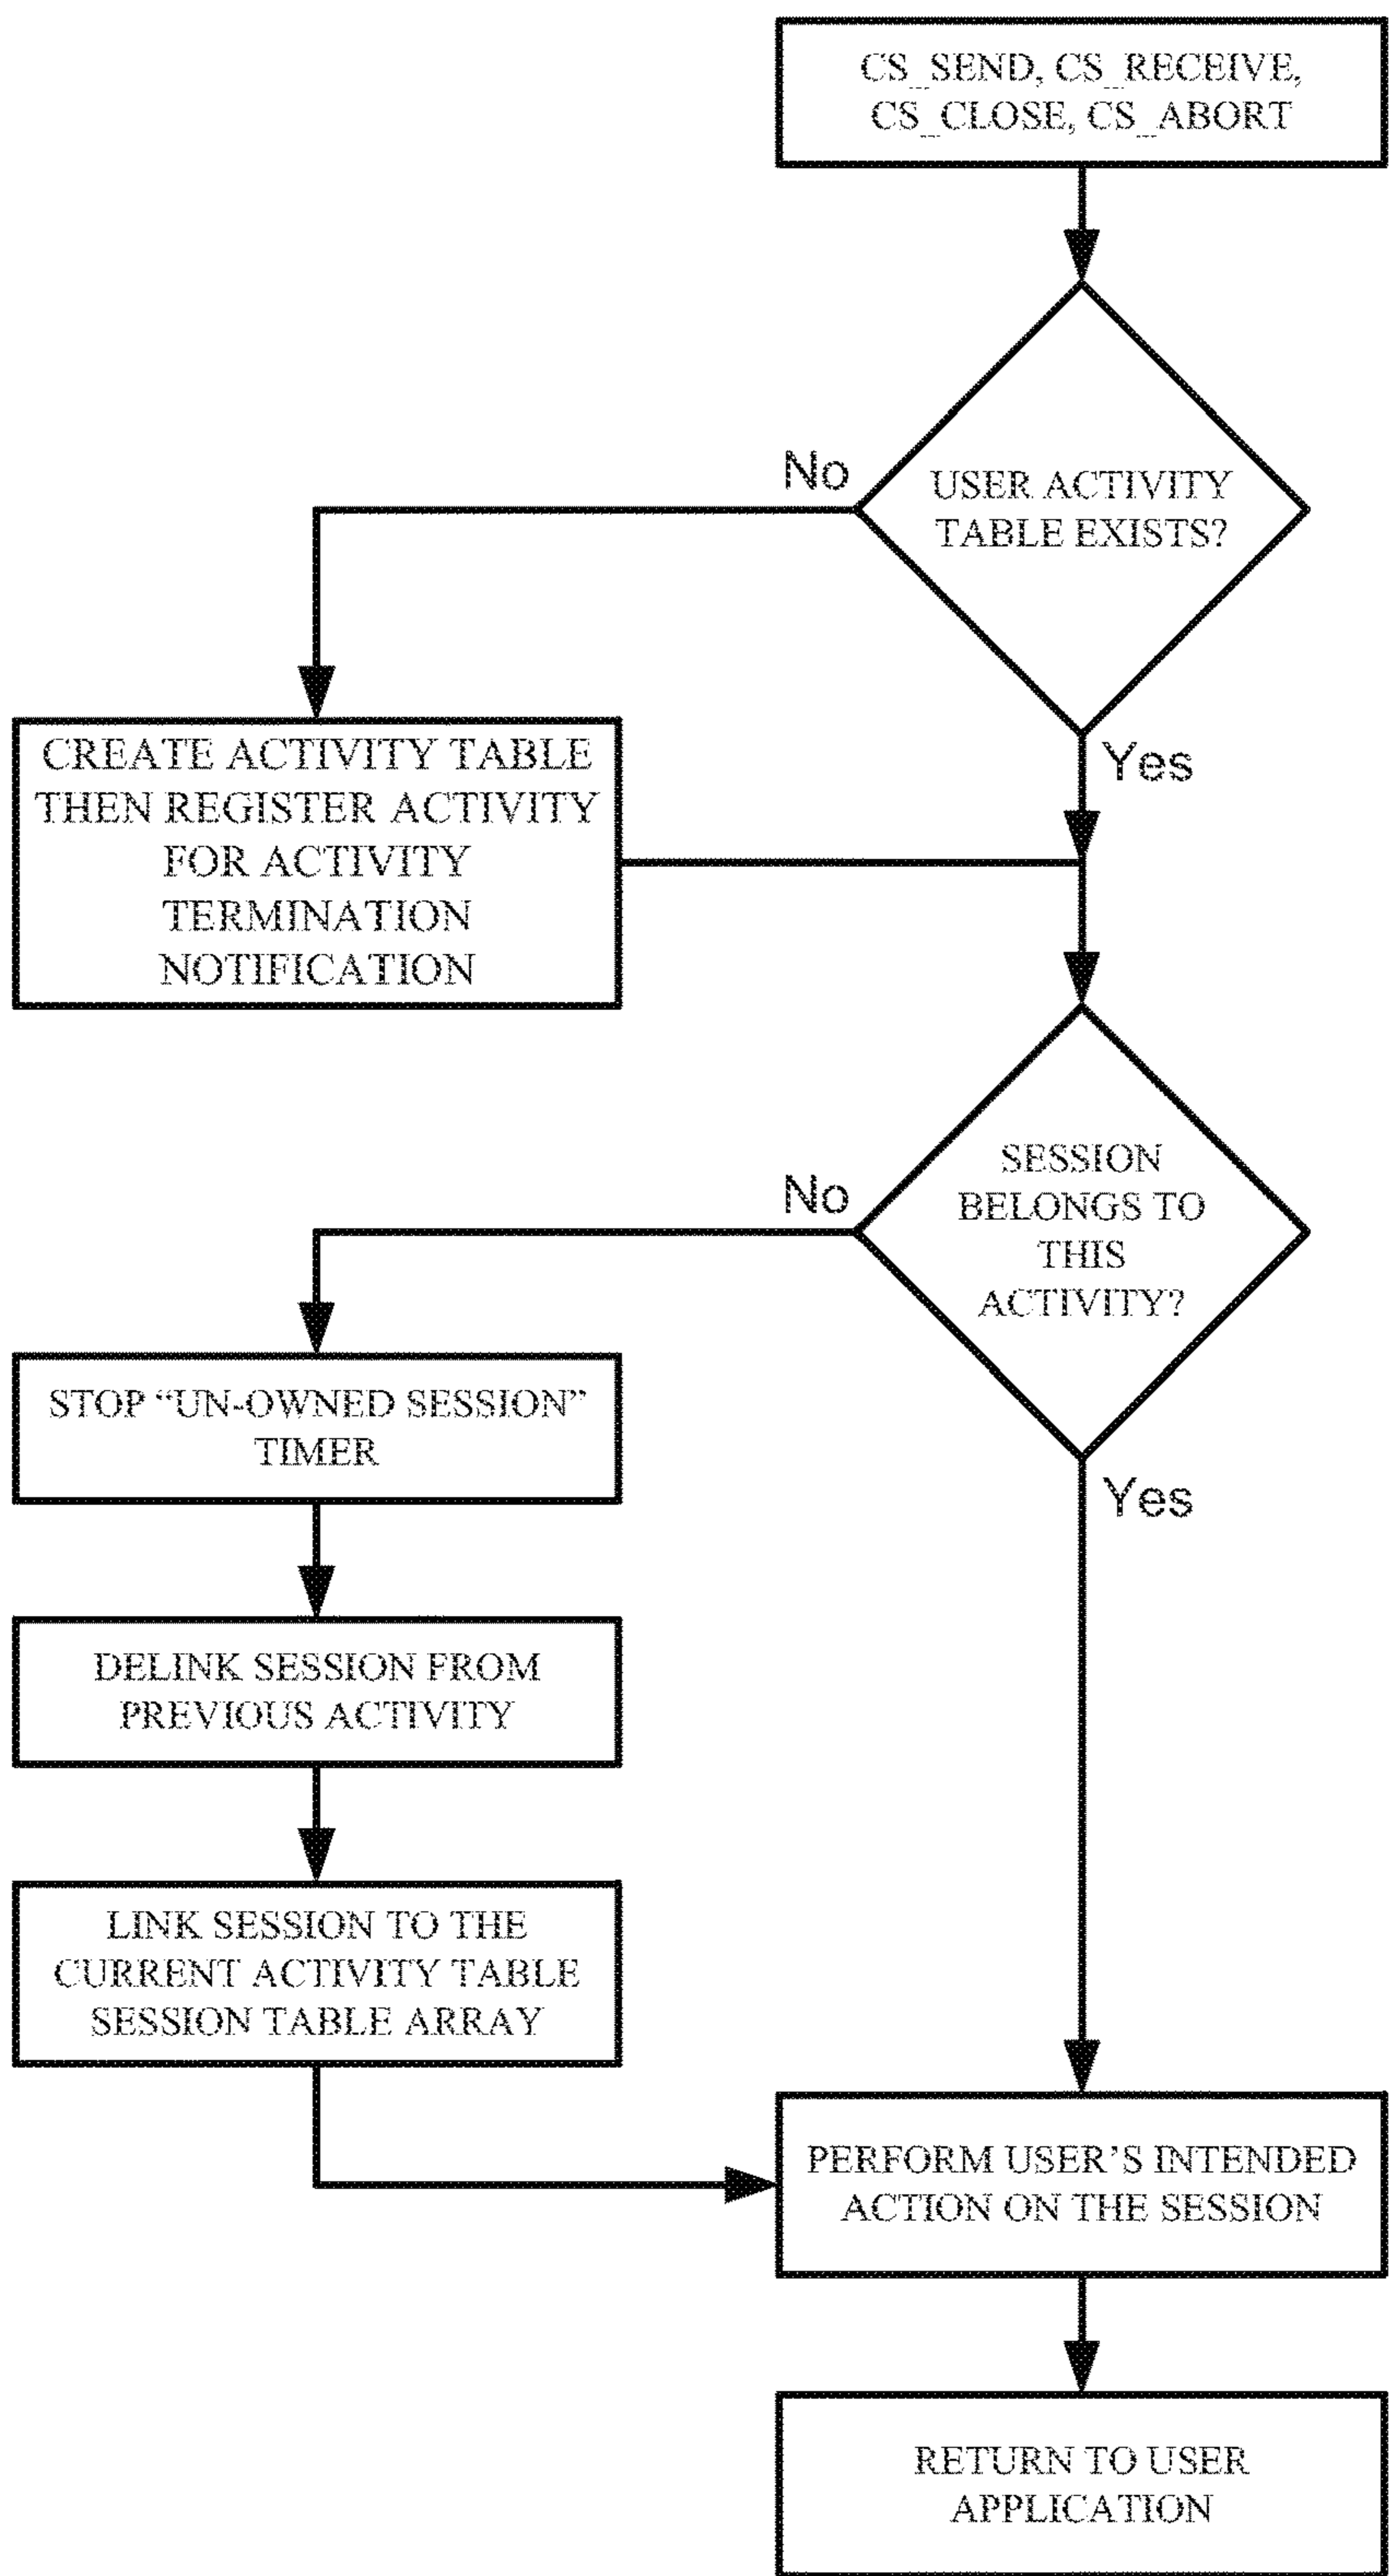 CS_SEND, CS_RECEIVE,
CS_CLOSE, CS_ABORT
No
USER ACTIVITY
TABLE EXISTS?
Yes
CREATE ACTIVITY TABLE
THEN REGISTER ACTIVITY
FOR ACTIVITY
TERMINATION
NOTIFICATION
No
SESSION
BELONGS TO
THIS
ACTIVITY?
Yes
STOP “UN-OWNED SESSION”
TIMER
DELINK SESSION FROM
PREVIOUS ACTIVITY
LINK SESSION TO THE
CURRENT ACTIVITY TABLE
SESSION TABLE ARRAY
PERFORM USER’S INTENDED
ACTION ON THE SESSION
RETURN TO USER
APPLICATION